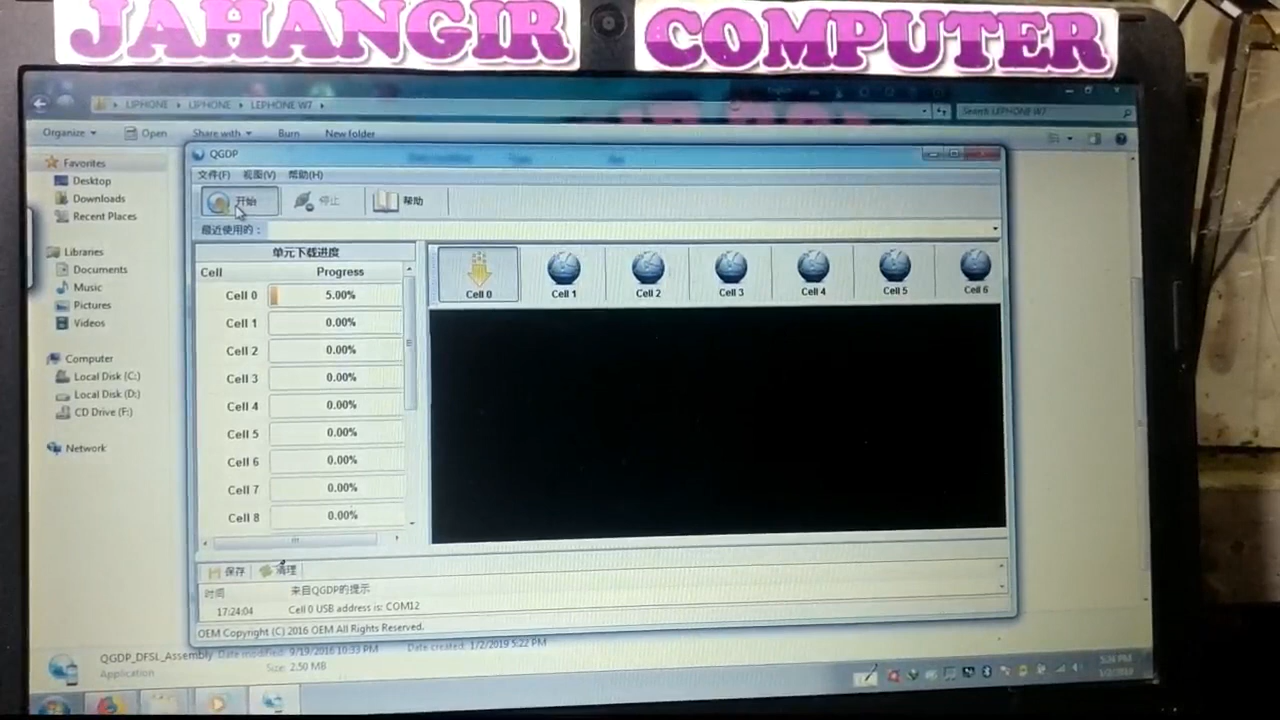 JAHANGIR COMPUTER
LIPHONE LIPHONE LEPHONE W7 Search LEPHONE W7
Organize Open Share with Burn New folder
Favorites
Desktop
Downloads
Recent Places
Libraries
Documents
Music
Pictures
Videos
Computer
Local Disk (C:)
Local Disk (D:)
CD Drive (F:)
Network
QGDP
文件(F) 视图(V) 帮助(H)
开始 停止 帮助
最近使用的：
单元下载进度
Cell Progress
Cell 0 5.00%
Cell 1 0.00%
Cell 2 0.00%
Cell 3 0.00%
Cell 4 0.00%
Cell 5 0.00%
Cell 6 0.00%
Cell 7 0.00%
Cell 8 0.00%
Cell 0 Cell 1 Cell 2 Cell 3 Cell 4 Cell 5 Cell 6
保存 清理
时间 来自QGDP的提示
17:24:04 Cell 0 USB address is: COM12
OEM Copyright (C) 2016 OEM All Rights Reserved.
QGDP_DFSL_Assembly Date modified: 9/19/2016 10:33 PM Date created: 1/2/2019 5:22 PM
Application Size: 2.50 MB